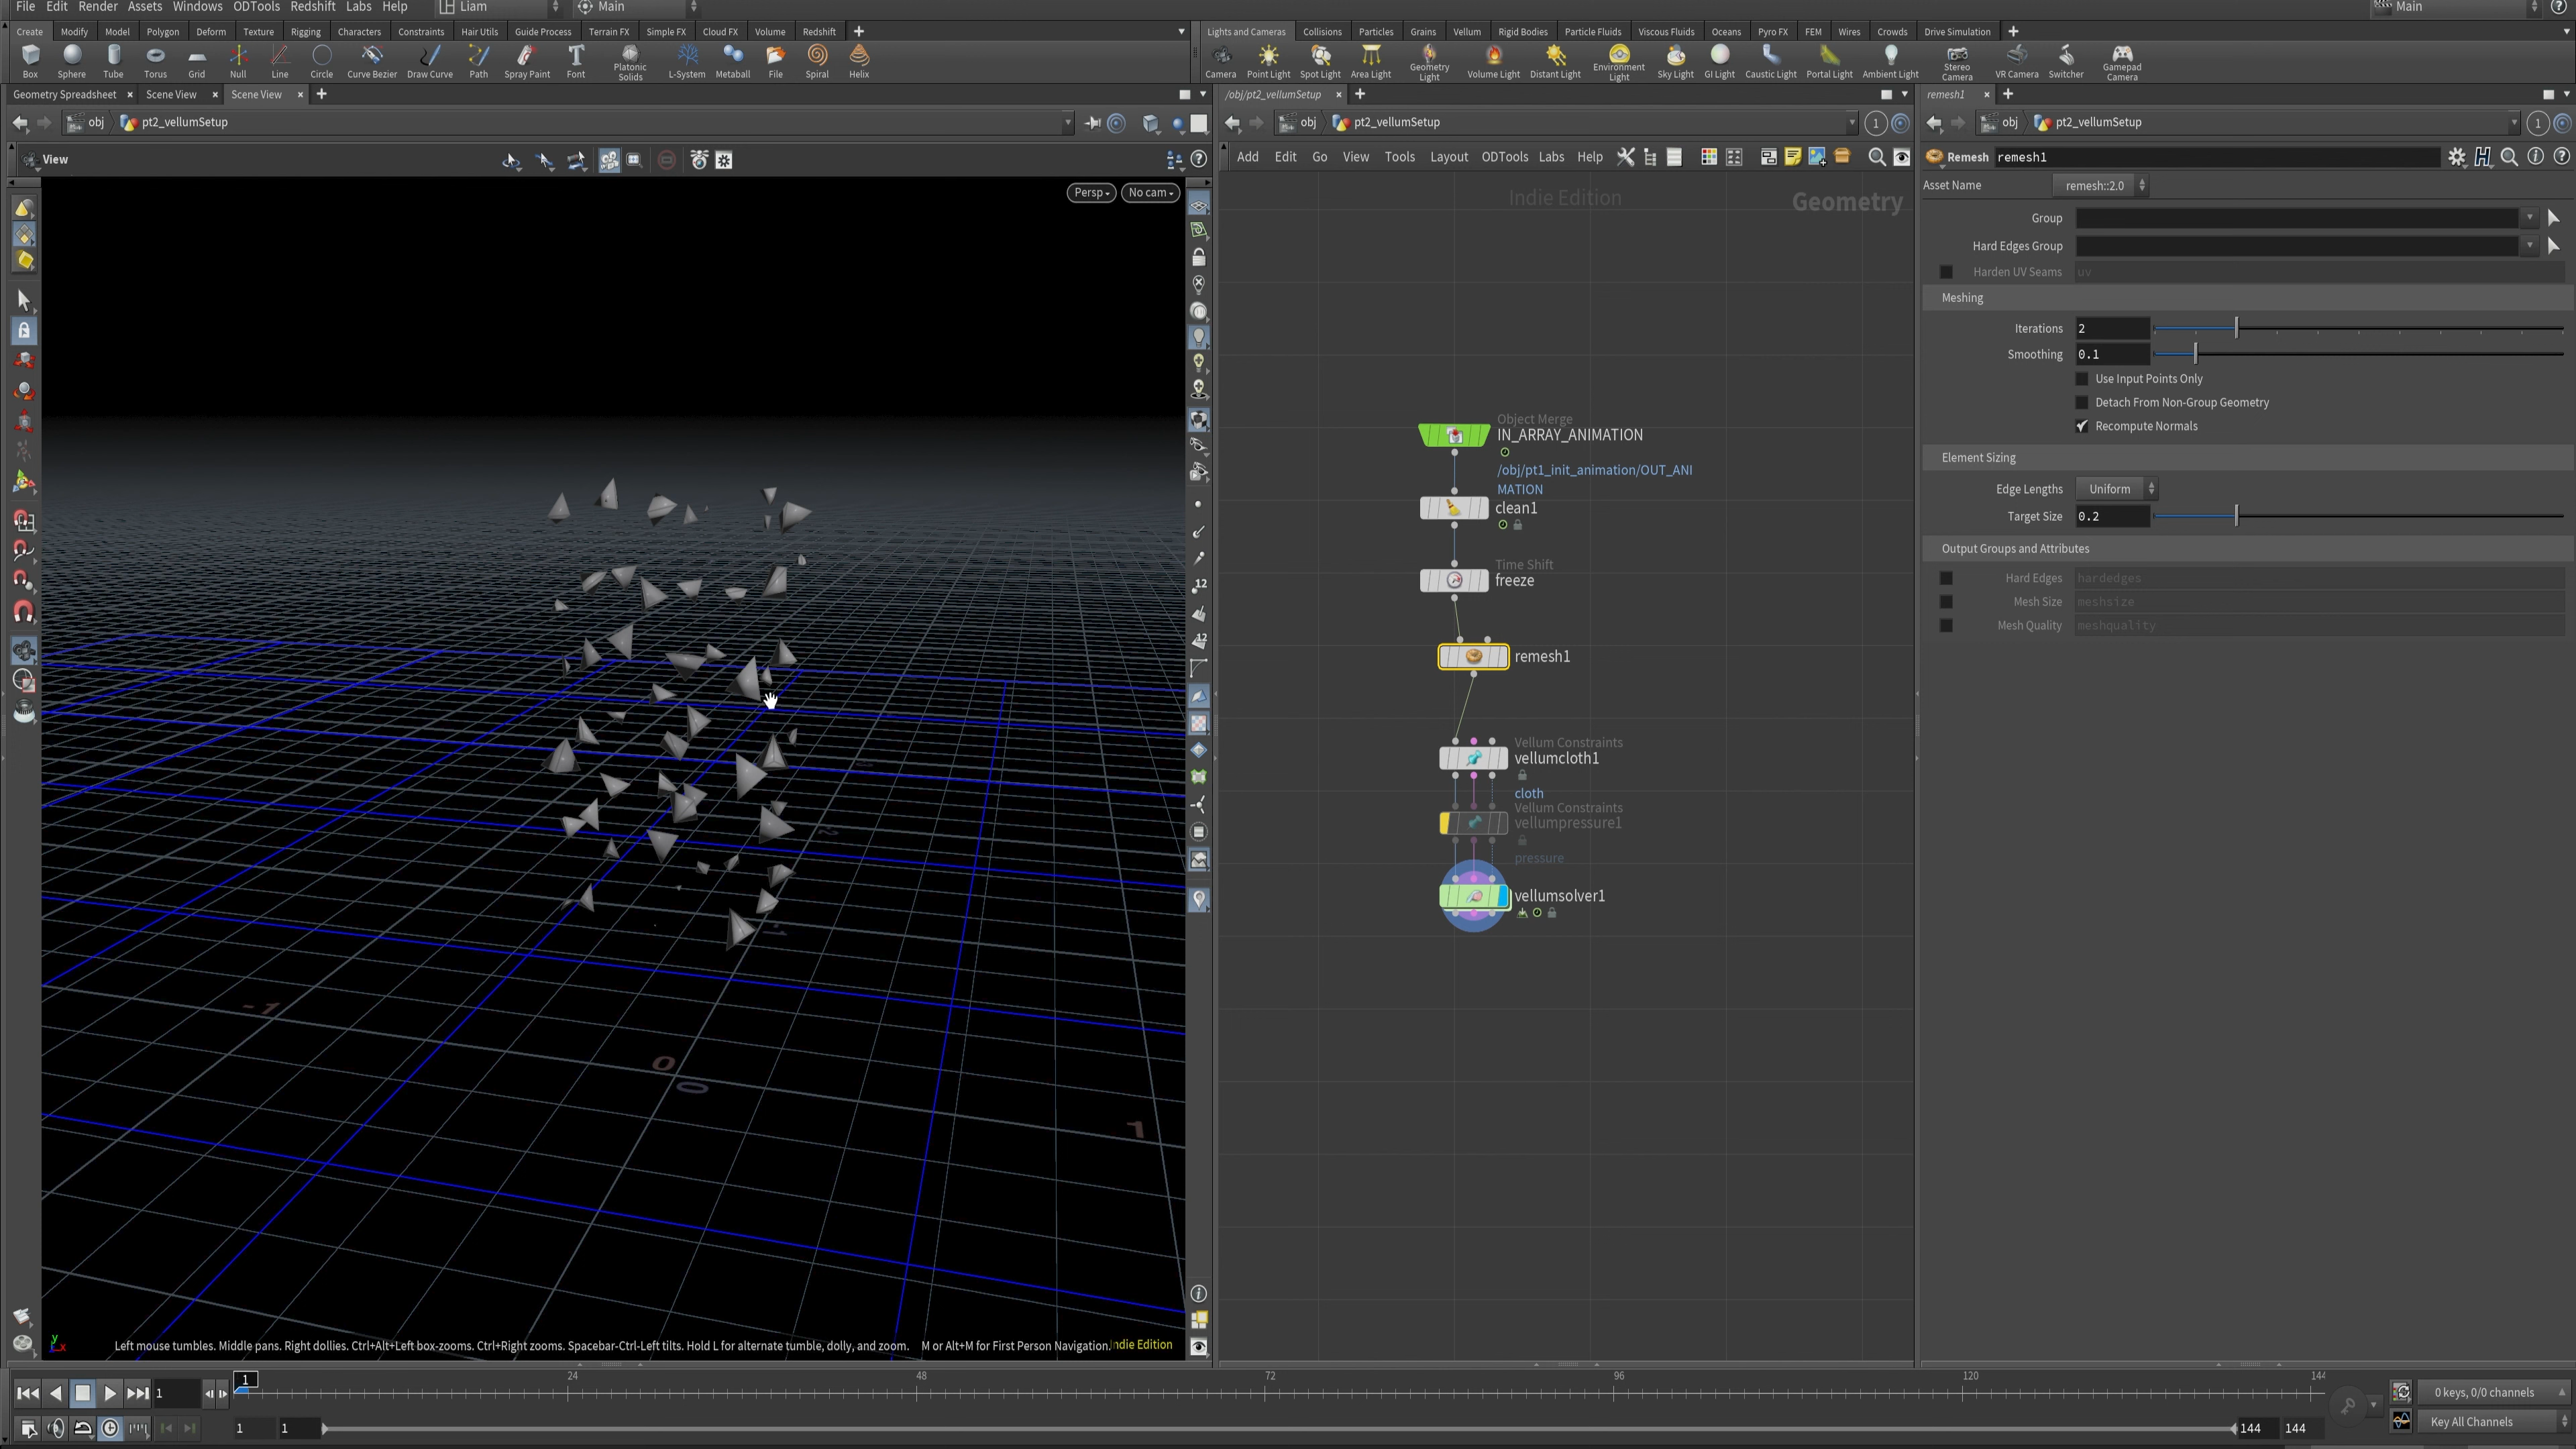 File Edit Render Assets Windows ODTools Redshift Labs Help Liam Main Main
Create Modify Model Polygon Deform Texture Rigging Characters Constraints Hair Utils Guide Process Terrain FX Simple FX Cloud FX Volume Redshift
Box Sphere Tube Torus Grid Null Line Circle Curve Bezier Draw Curve Path Spray Paint Font Platonic Solids L-System Metaball File Spiral Helix
Lights and Cameras Collisions Particles Grains Vellum Rigid Bodies Particle Fluids Viscous Fluids Oceans Pyro FX FEM Wires Crowds Drive Simulation
Camera Point Light Spot Light Area Light Geometry Light Volume Light Distant Light Environment Light Sky Light GI Light Caustic Light Portal Light Ambient Light Stereo Camera VR Camera Switcher Gamepad Camera
Geometry Spreadsheet Scene View Scene View
obj pt2_vellumSetup
View
Persp No cam
12
12
-1
0
0
1
Left mouse tumbles. Middle pans. Right dollies. Ctrl+Alt+Left box-zooms. Ctrl+Right zooms. Spacebar-Ctrl-Left tilts. Hold L for alternate tumble, dolly, and zoom. M or Alt+M for First Person Navigation. Indie Edition
y
x
/obj/pt2_vellumSetup
obj pt2_vellumSetup 1
Add Edit Go View Tools Layout ODTools Labs Help
Indie Edition
Geometry
Object Merge
IN_ARRAY_ANIMATION
/obj/pt1_init_animation/OUT_ANI
MATION
clean1
Time Shift
freeze
remesh1
Vellum Constraints
vellumcloth1
cloth
Vellum Constraints
vellumpressure1
pressure
vellumsolver1
remesh1
obj pt2_vellumSetup 1
Remesh remesh1
Asset Name remesh::2.0
Group
Hard Edges Group
Harden UV Seams uv
Meshing
Iterations 2
Smoothing 0.1
Use Input Points Only
Detach From Non-Group Geometry
Recompute Normals
Element Sizing
Edge Lengths Uniform
Target Size 0.2
Output Groups and Attributes
Hard Edges hardedges
Mesh Size meshsize
Mesh Quality meshquality
1 1 24 48 72 96 120 144
0 keys, 0/0 channels
1 1 144 144
Key All Channels